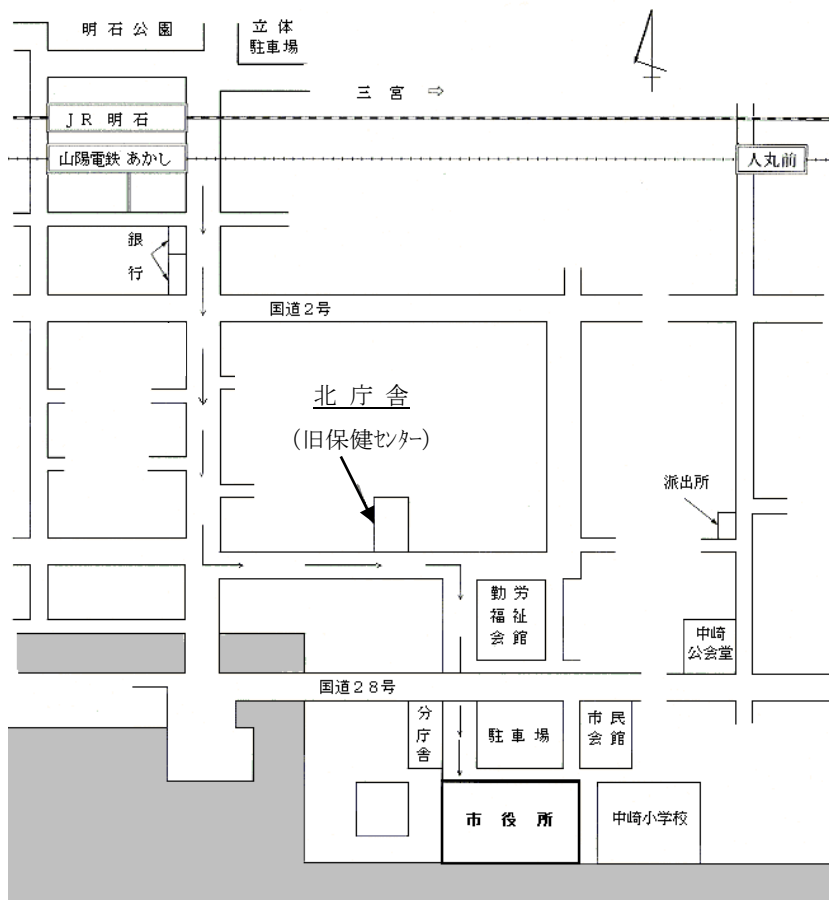 明石公園
立体
駐車場
三宮 ⇒
JR 明石
山陽電鉄 あかし
人丸前
銀
行
国道2号
北庁舎
(旧保健センター)
派出所
勤労
福祉
会館
中崎
公会堂
国道28号
分
庁
舎
駐車場
市民
会館
市役所
中崎小学校